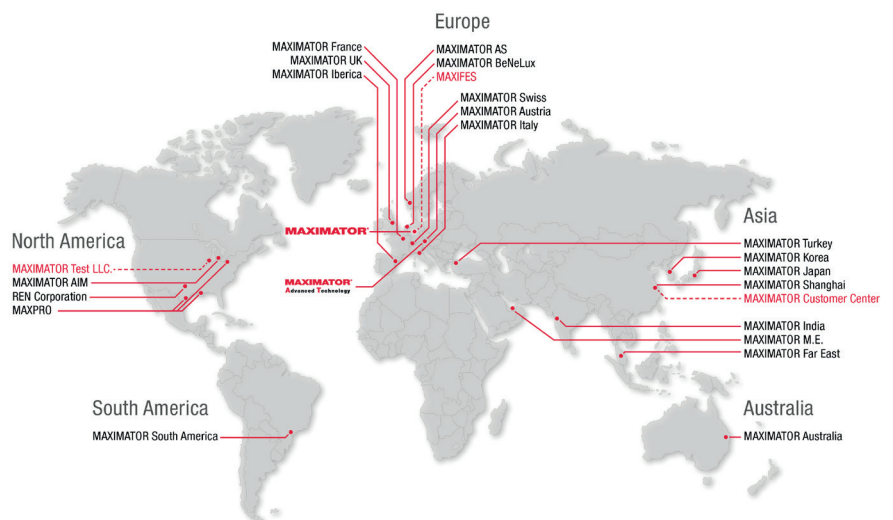 Europe
MAXIMATOR France
MAXIMATOR UK
MAXIMATOR Iberica
MAXIMATOR AS
MAXIMATOR BeNeLux
MAXIFES
MAXIMATOR Swiss
MAXIMATOR Austria
MAXIMATOR Italy
MAXIMATOR®
MAXIMATOR®
Advanced Technology
North America
MAXIMATOR Test LLC.
MAXIMATOR AIM
REN Corporation
MAXPRO
Asia
MAXIMATOR Turkey
MAXIMATOR Korea
MAXIMATOR Japan
MAXIMATOR Shanghai
MAXIMATOR Customer Center
MAXIMATOR India
MAXIMATOR M.E.
MAXIMATOR Far East
South America
MAXIMATOR South America
Australia
MAXIMATOR Australia